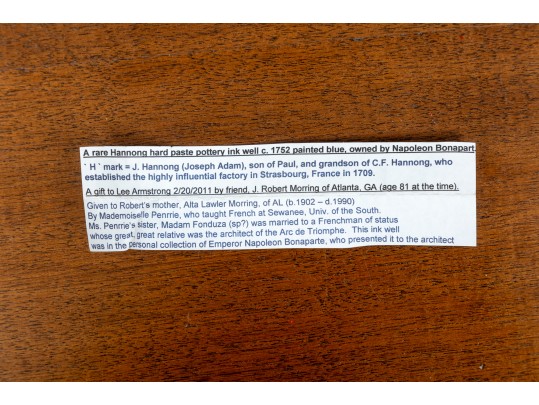 A rare Hannong hard paste pottery ink well c. 1752 painted blue, owned by Napoleon Bonapart.
` H ´ mark = J. Hannong (Joseph Adam), son of Paul, and grandson of C.F. Hannong, who
established the highly influential factory in Strasbourg, France in 1709.
A gift to Lee Armstrong 2/20/2011 by friend, J. Robert Morring of Atlanta, GA (age 81 at the time).
Given to Robert's mother, Alta Lawler Morring, of AL (b.1902 – d.1990)
By Mademoiselle Penrrie, who taught French at Sewanee, Univ. of the South.
Ms. Penrrie's sister, Madam Fonduza (sp?) was married to a Frenchman of status
whose great, great relative was the architect of the Arc de Triomphe. This ink well
was in the personal collection of Emperor Napoleon Bonaparte, who presented it to the architect